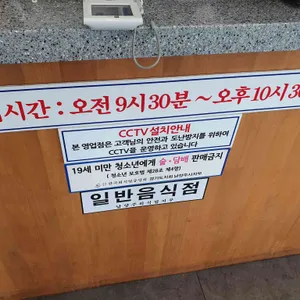 시간 : 오전 9시 30분 ~ 오후 10시 3
CCTV 설치안내
본 영업점은 고객님의 안전과 도난방지를 위하여
CCTV을 운영하고 있습니다
19세 미만 청소년에게 술·담배 판매금지
( 청소년 보호법 제28조 제4항 )
일반음식점